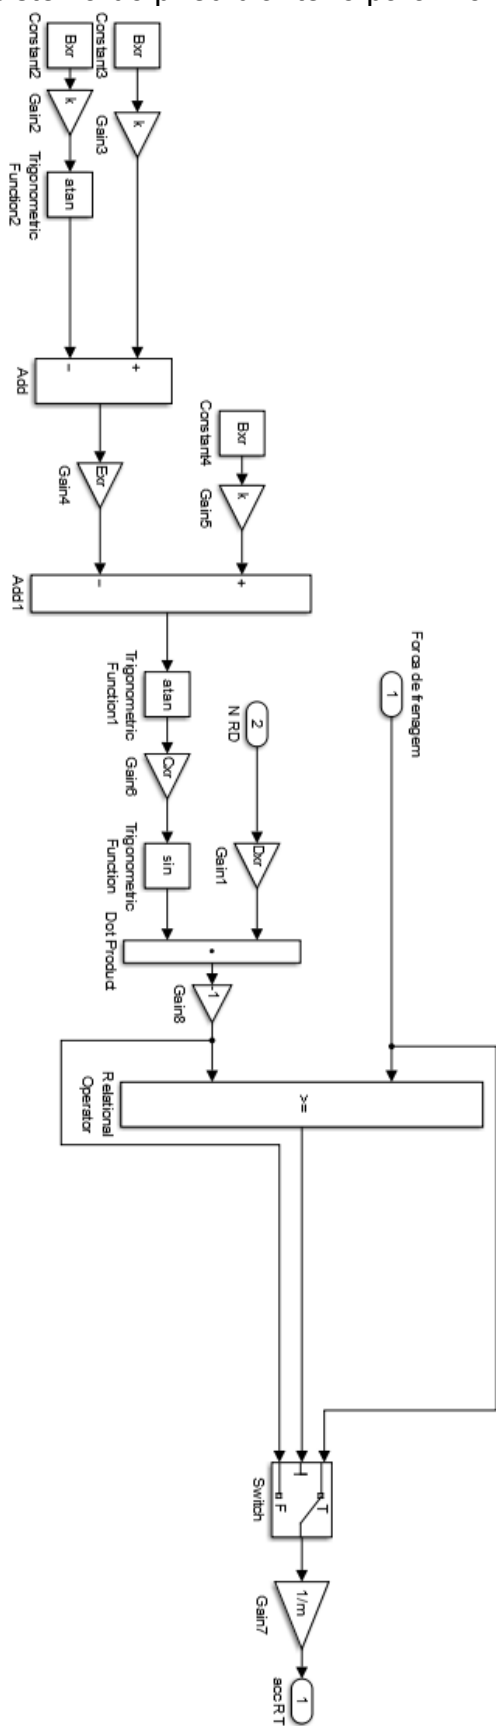 Bxr
Constant3
k
Gain3
Bxr
Constant2
k
Gain2
atan
Trigonometric
Function2
+
−
Add
Exr
Gain4
Bxr
Constant4
k
Gain5
+
−
Add1
1
Forca de frenagem
atan
Trigonometric
Function1
Cxr
Gain6
sin
Trigonometric
Function
2
N RD
Dxr
Gain1
Dot Product
-1
Gain8
>=
Relational
Operator
T
F
Switch
1/m
Gain7
1
acc RT